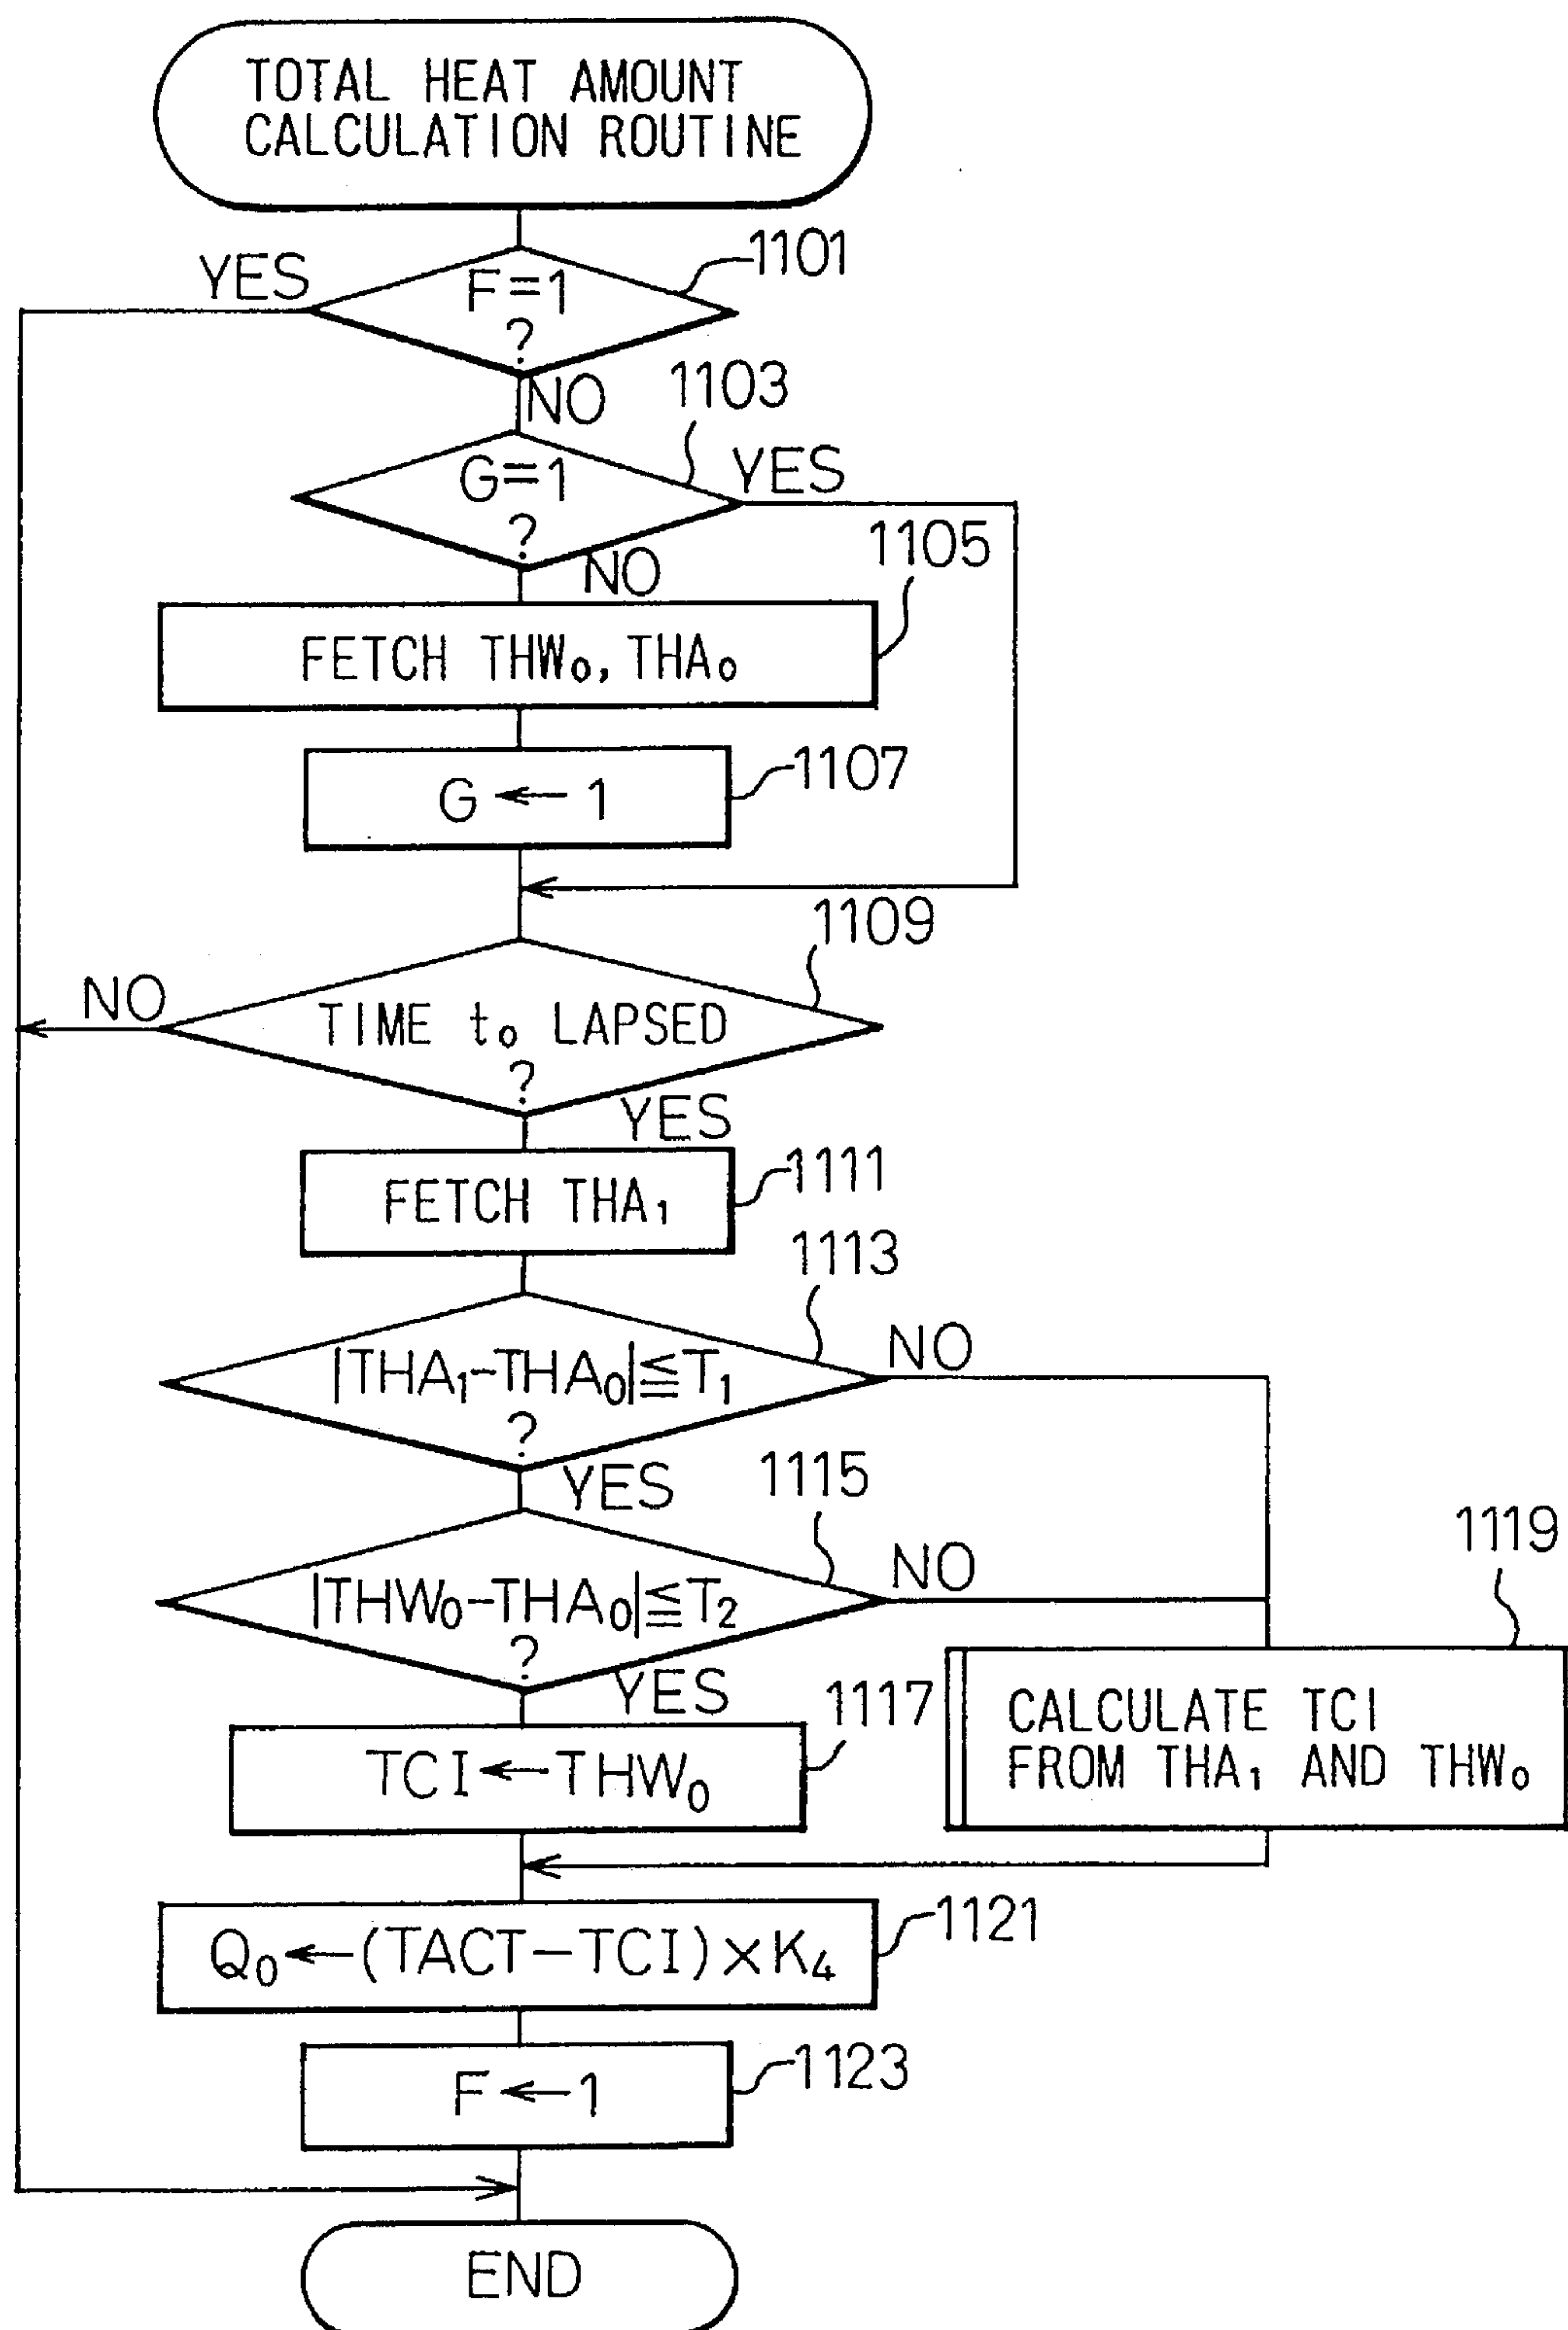 TOTAL HEAT AMOUNT
CALCULATION ROUTINE
1101
YES
F=1
?
NO
1103
G=1
?
YES
NO
1105
FETCH THW₀, THA₀
1107
G ← 1
1109
NO
TIME t₀ LAPSED
?
YES
1111
FETCH THA₁
1113
|THA₁-THA₀|≦T₁
?
NO
YES
1115
|THW₀-THA₀|≦T₂
?
NO
YES
1117
TCI←THW₀
1119
CALCULATE TCI
FROM THA₁ AND THW₀
1121
Q₀←(TACT-TCI)×K₄
1123
F←1
END